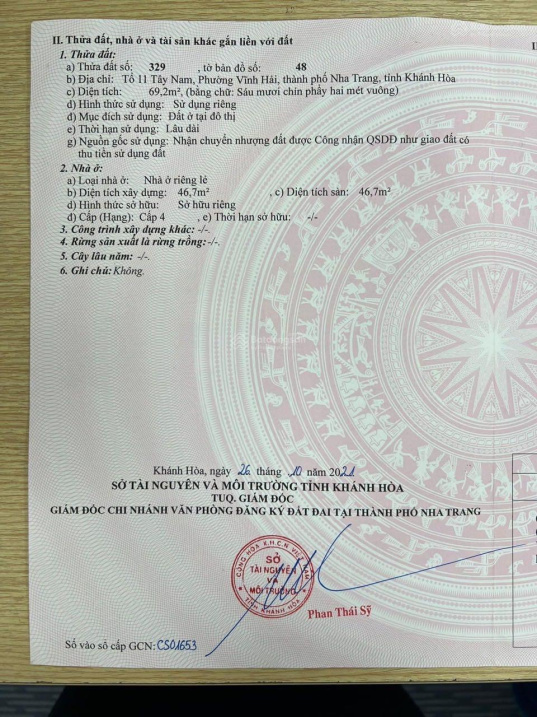 II. Thửa đất, nhà ở và tài sản khác gắn liền với đất
1. Thửa đất:
a) Thửa đất số: 329 , tờ bản đồ số: 48
b) Địa chỉ: Tổ 11 Tây Nam, Phường Vĩnh Hải, thành phố Nha Trang, tỉnh Khánh Hòa
c) Diện tích: 69,2m², (bằng chữ: Sáu mươi chín phẩy hai mét vuông)
d) Hình thức sử dụng: Sử dụng riêng
đ) Mục đích sử dụng: Đất ở tại đô thị
e) Thời hạn sử dụng: Lâu dài
g) Nguồn gốc sử dụng: Nhận chuyển nhượng đất được Công nhận QSDĐ như giao đất có
thu tiền sử dụng đất
2. Nhà ở:
a) Loại nhà ở: Nhà ở riêng lẻ
b) Diện tích xây dựng: 46,7m² , c) Diện tích sàn: 46,7m²
d) Hình thức sở hữu: Sở hữu riêng
đ) Cấp (Hạng): Cấp 4 , e) Thời hạn sở hữu: -/-
3. Công trình xây dựng khác: -/-.
4. Rừng sản xuất là rừng trồng: -/-.
5. Cây lâu năm: -/-.
6. Ghi chú: Không.
Khánh Hòa, ngày 26 tháng 10 năm 2021
SỞ TÀI NGUYÊN VÀ MÔI TRƯỜNG TỈNH KHÁNH HÒA
TUQ. GIÁM ĐỐC
GIÁM ĐỐC CHI NHÁNH VĂN PHÒNG ĐĂNG KÝ ĐẤT ĐAI TẠI THÀNH PHỐ NHA TRANG
CỘNG HÒA X.H.C.N VIỆT NAM
SỞ
TÀI NGUYÊN
VÀ
MÔI TRƯỜNG
TỈNH KHÁNH HÒA
Phan Thái Sỹ
Số vào sổ cấp GCN: CS01653